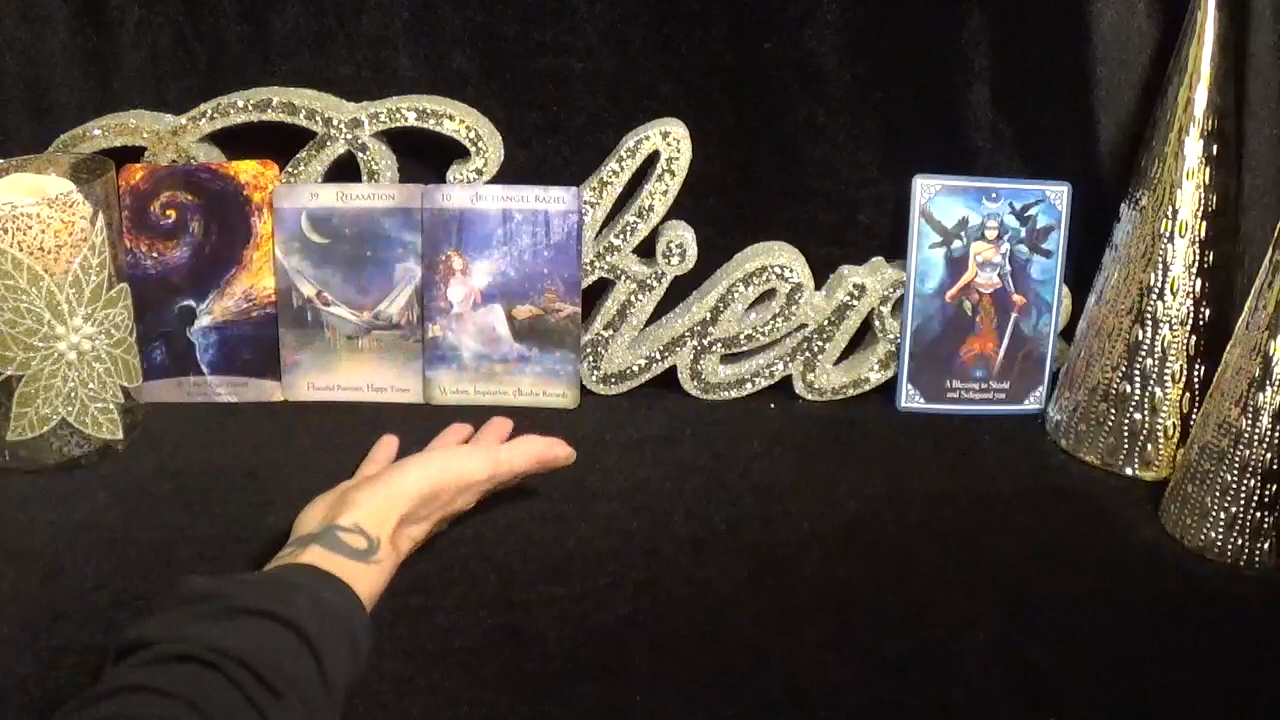 39 RELAXATION
Peaceful Pursuits, Happy Times
10 ARCHANGEL RAZIEL
Wisdom, Inspiration, Akashic Records
A Blessing to Shield
and Safeguard you